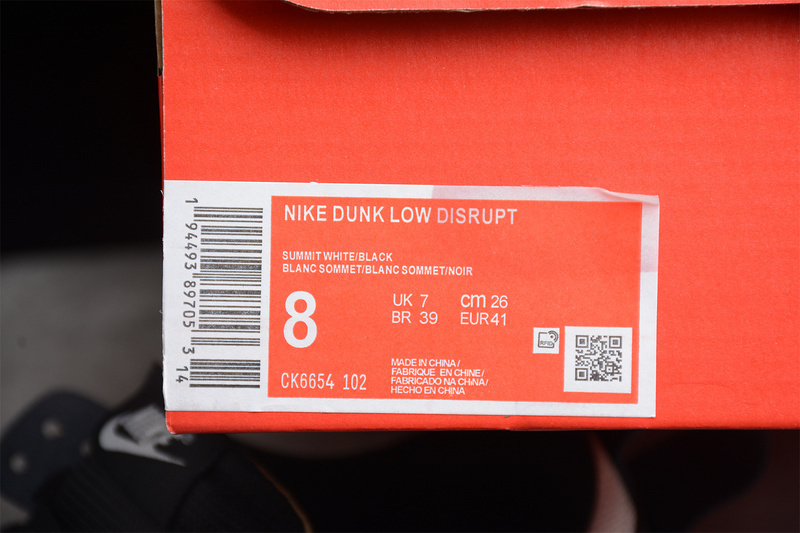 NIKE DUNK LOW DISRUPT
SUMMIT WHITE/BLACK
BLANC SOMMET/BLANC SOMMET/NOIR
8
UK 7 cm 26
BR 39 EUR 41
CK6654 102
MADE IN CHINA/
FABRIQUE EN CHINE/
FABRICADO NA CHINA/
HECHO EN CHINA
RFID
1 94493 89705 3 14